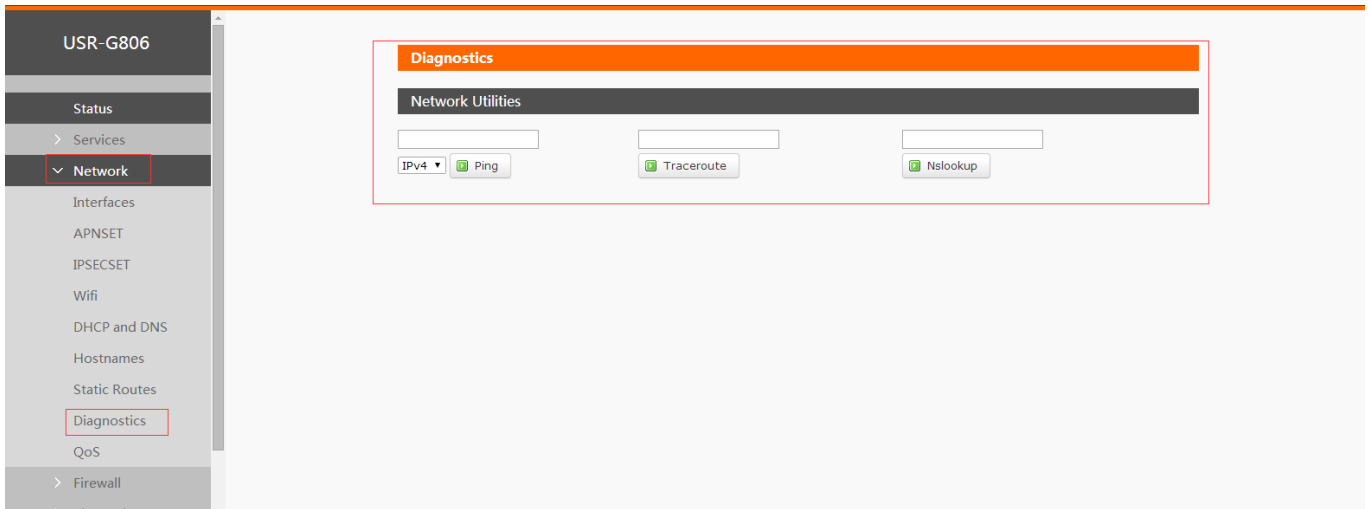 USR-G806
Status
Services
Network
Interfaces
APNSET
IPSECSET
Wifi
DHCP and DNS
Hostnames
Static Routes
Diagnostics
QoS
Firewall
Diagnostics
Network Utilities
IPv4 Ping Traceroute Nslookup